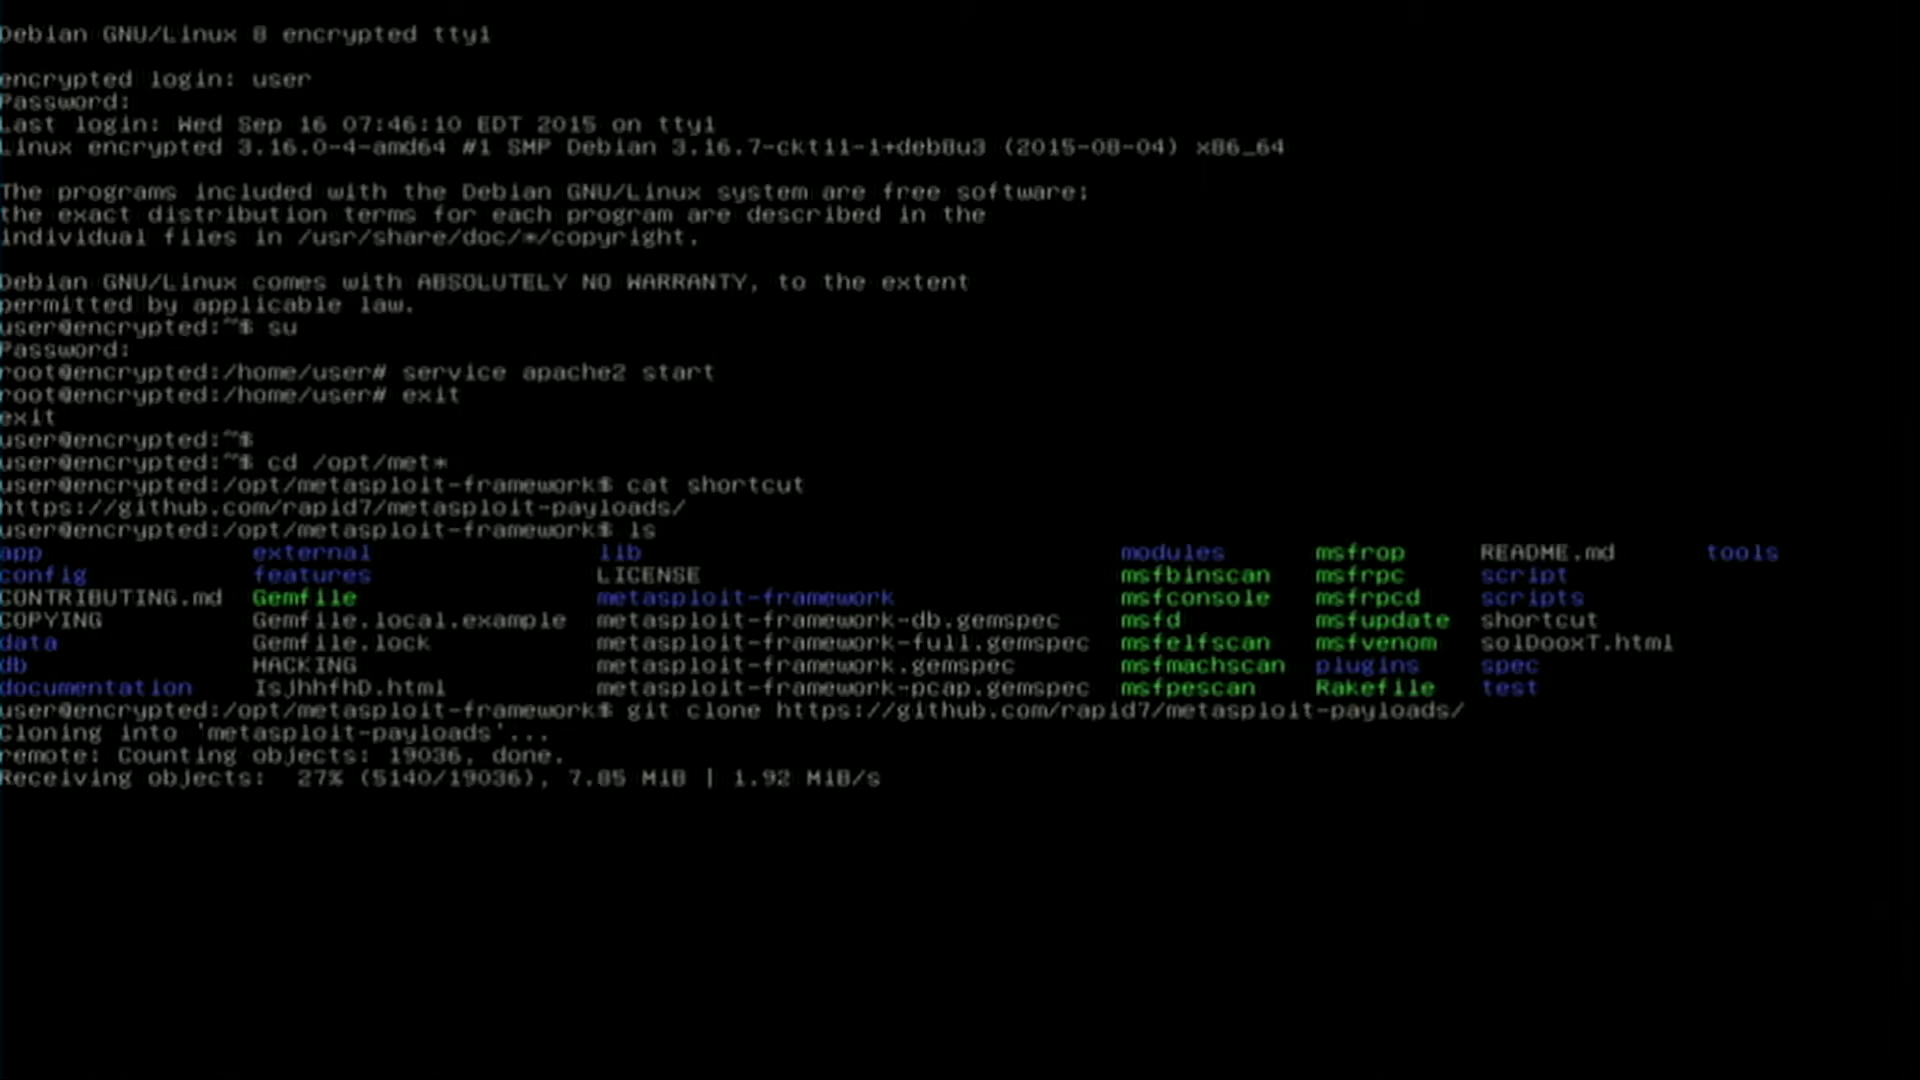 Debian GNU/Linux 8 encrypted tty1
encrypted login: user
Password:
Last login: Wed Sep 16 07:46:10 EDT 2015 on tty1
Linux encrypted 3.16.0-4-amd64 #1 SMP Debian 3.16.7-ckt11-1+deb8u3 (2015-08-04) x86_64
The programs included with the Debian GNU/Linux system are free software;
the exact distribution terms for each program are described in the
individual files in /usr/share/doc/*/copyright.
Debian GNU/Linux comes with ABSOLUTELY NO WARRANTY, to the extent
permitted by applicable law.
user@encrypted:~$ su
Password:
root@encrypted:/home/user# service apache2 start
root@encrypted:/home/user# exit
exit
user@encrypted:~$
user@encrypted:~$ cd /opt/met*
user@encrypted:/opt/metasploit-framework$ cat shortcut
https://github.com/rapid7/metasploit-payloads/
user@encrypted:/opt/metasploit-framework$ ls
app external lib modules msfrop README.md tools
config features LICENSE msfbinscan msfrpc script
CONTRIBUTING.md Gemfile metasploit-framework msfconsole msfrpcd scripts
COPYING Gemfile.local.example metasploit-framework-db.gemspec msfd msfupdate shortcut
data Gemfile.lock metasploit-framework-full.gemspec msfelfscan msfvenom solDooxT.html
db HACKING metasploit-framework.gemspec msfmachscan plugins spec
documentation IsjhhfhD.html metasploit-framework-pcap.gemspec msfpescan Rakefile test
user@encrypted:/opt/metasploit-framework$ git clone https://github.com/rapid7/metasploit-payloads/
Cloning into 'metasploit-payloads'...
remote: Counting objects: 19036, done.
Receiving objects:  27% (5140/19036), 7.85 MiB | 1.92 MiB/s